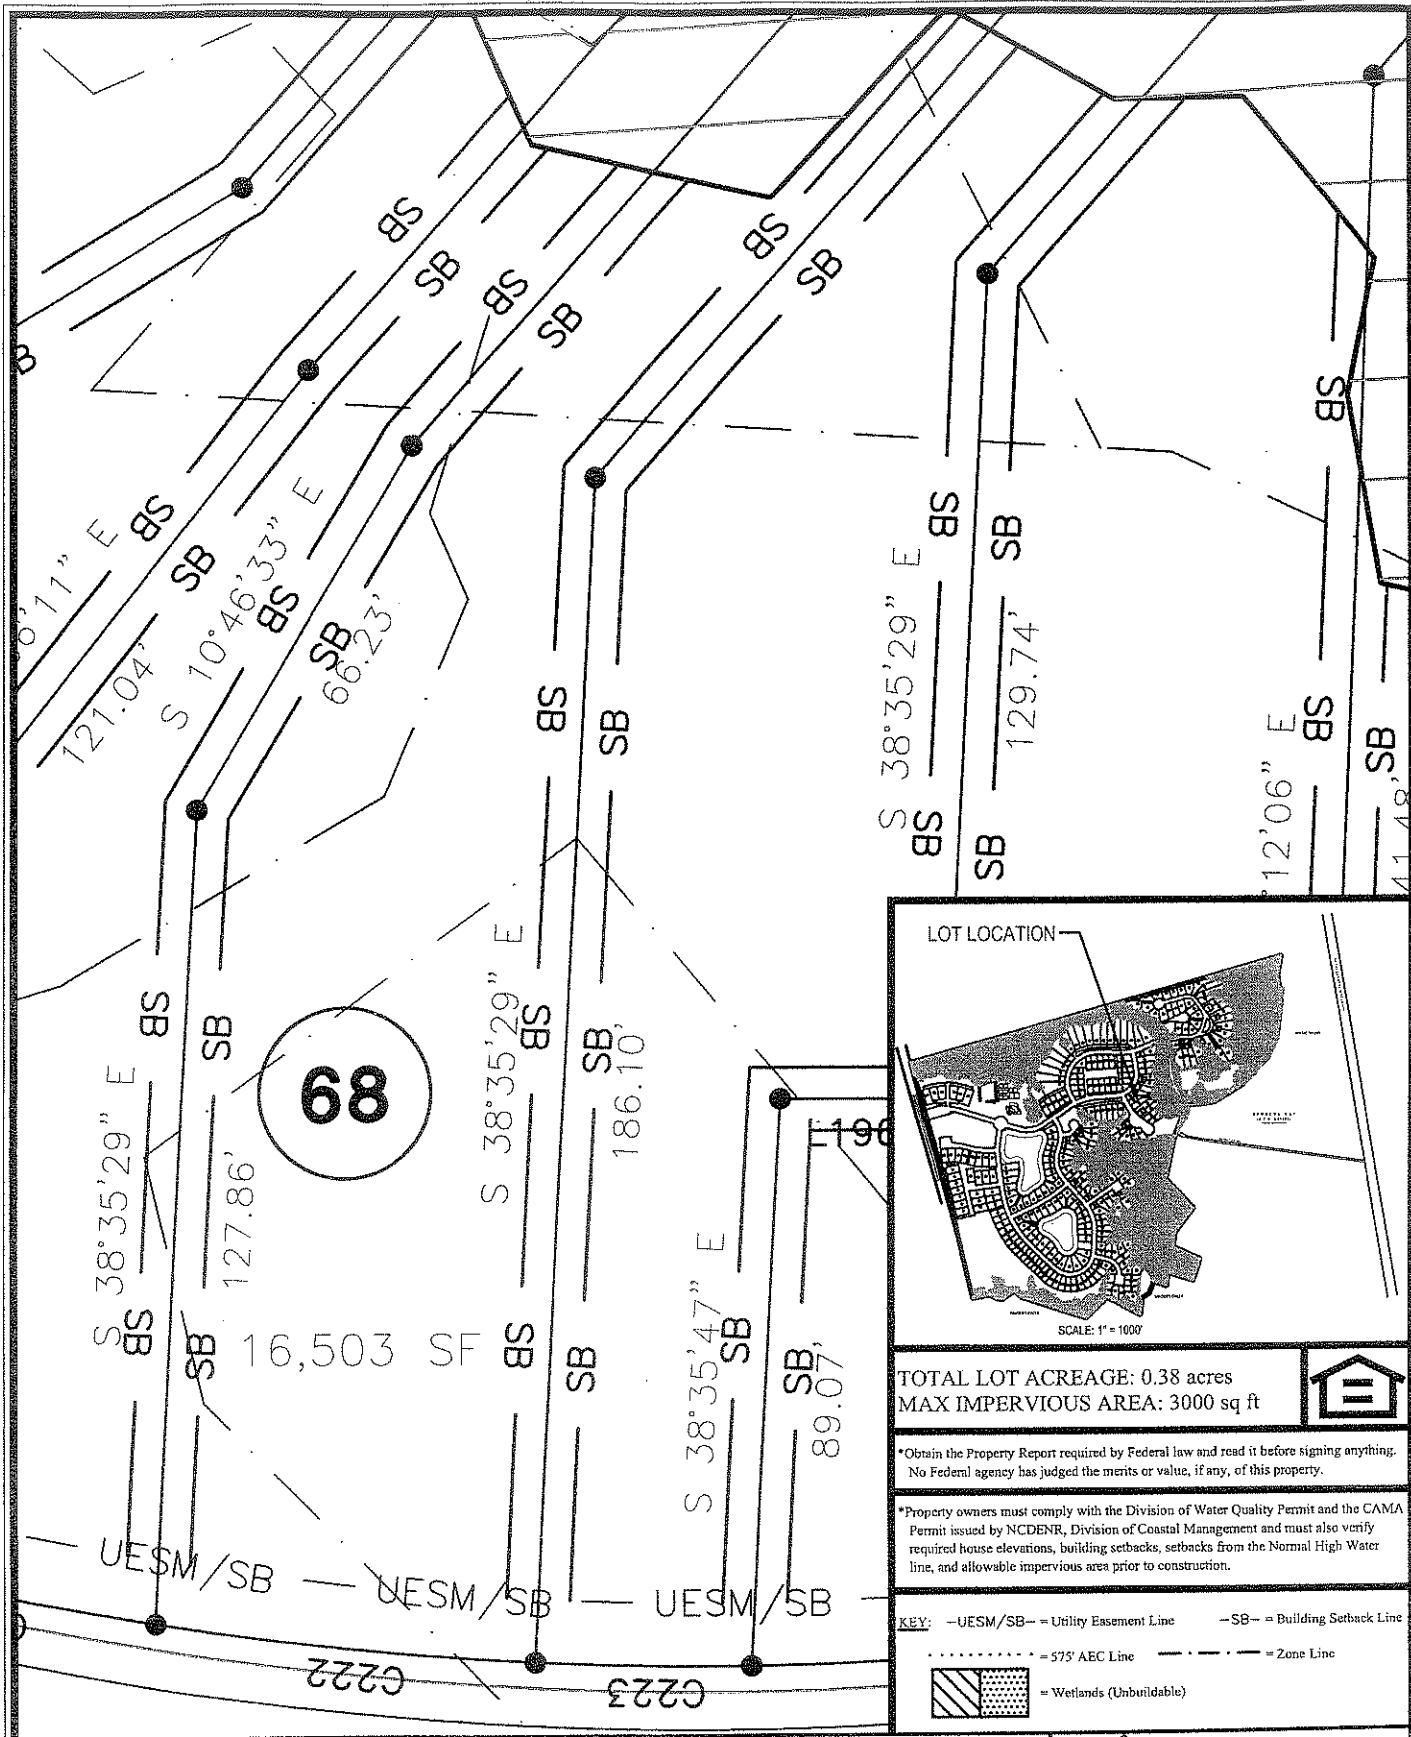 SB
SB
SB
SB
SB
SB
B
SB
SB
SB
SB
SB
SB
S 10°46'33" E
66.23'
121.04'
11" E
SB
SB
SB
SB
S 38°35'29" E
129.74'
SB
SB
SB
SB
12'06" E
SB
SB
S 38°35'29" E
127.86'
SB
SB
68
16,503 SF
SB
SB
S 38°35'29" E
186.10'
SB
SB
S 38°35'47" E
89.07'
SB
SB
UESM/SB
UESM/SB
UESM/SB
C222
C223
LOT LOCATION
SCALE: 1" = 1000'
TOTAL LOT ACREAGE: 0.38 acres
MAX IMPERVIOUS AREA: 3000 sq ft
*Obtain the Property Report required by Federal law and read it before signing anything.
No Federal agency has judged the merits or value, if any, of this property.
*Property owners must comply with the Division of Water Quality Permit and the CAMA
Permit issued by NCDENR, Division of Coastal Management and must also verify
required house elevations, building setbacks, setbacks from the Normal High Water
line, and allowable impervious area prior to construction.
KEY: —UESM/SB— = Utility Easement Line —SB— = Building Setback Line
= 575' AEC Line = Zone Line
= Wetlands (Unbuildable)